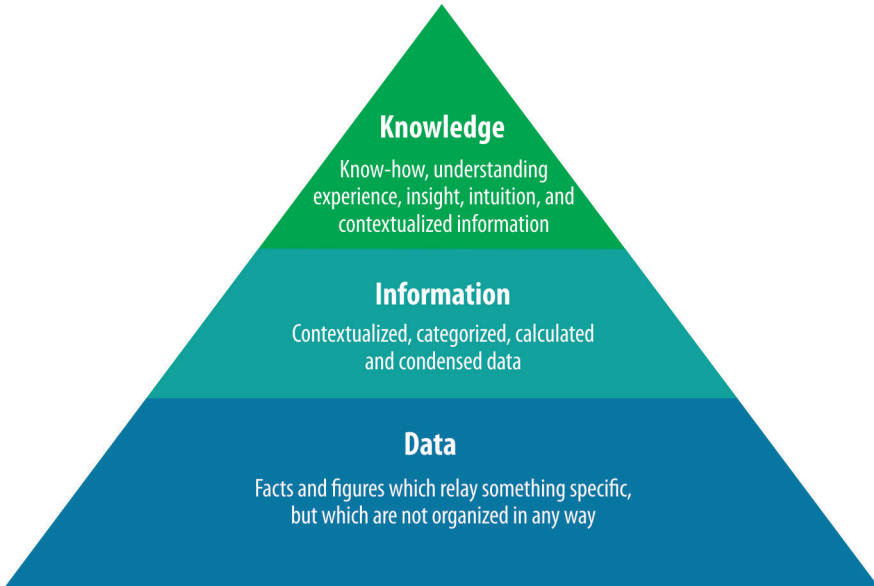 Knowledge
Know-how, understanding
experience, insight, intuition, and
contextualized information
Information
Contextualized, categorized, calculated
and condensed data
Data
Facts and figures which relay something specific,
but which are not organized in any way